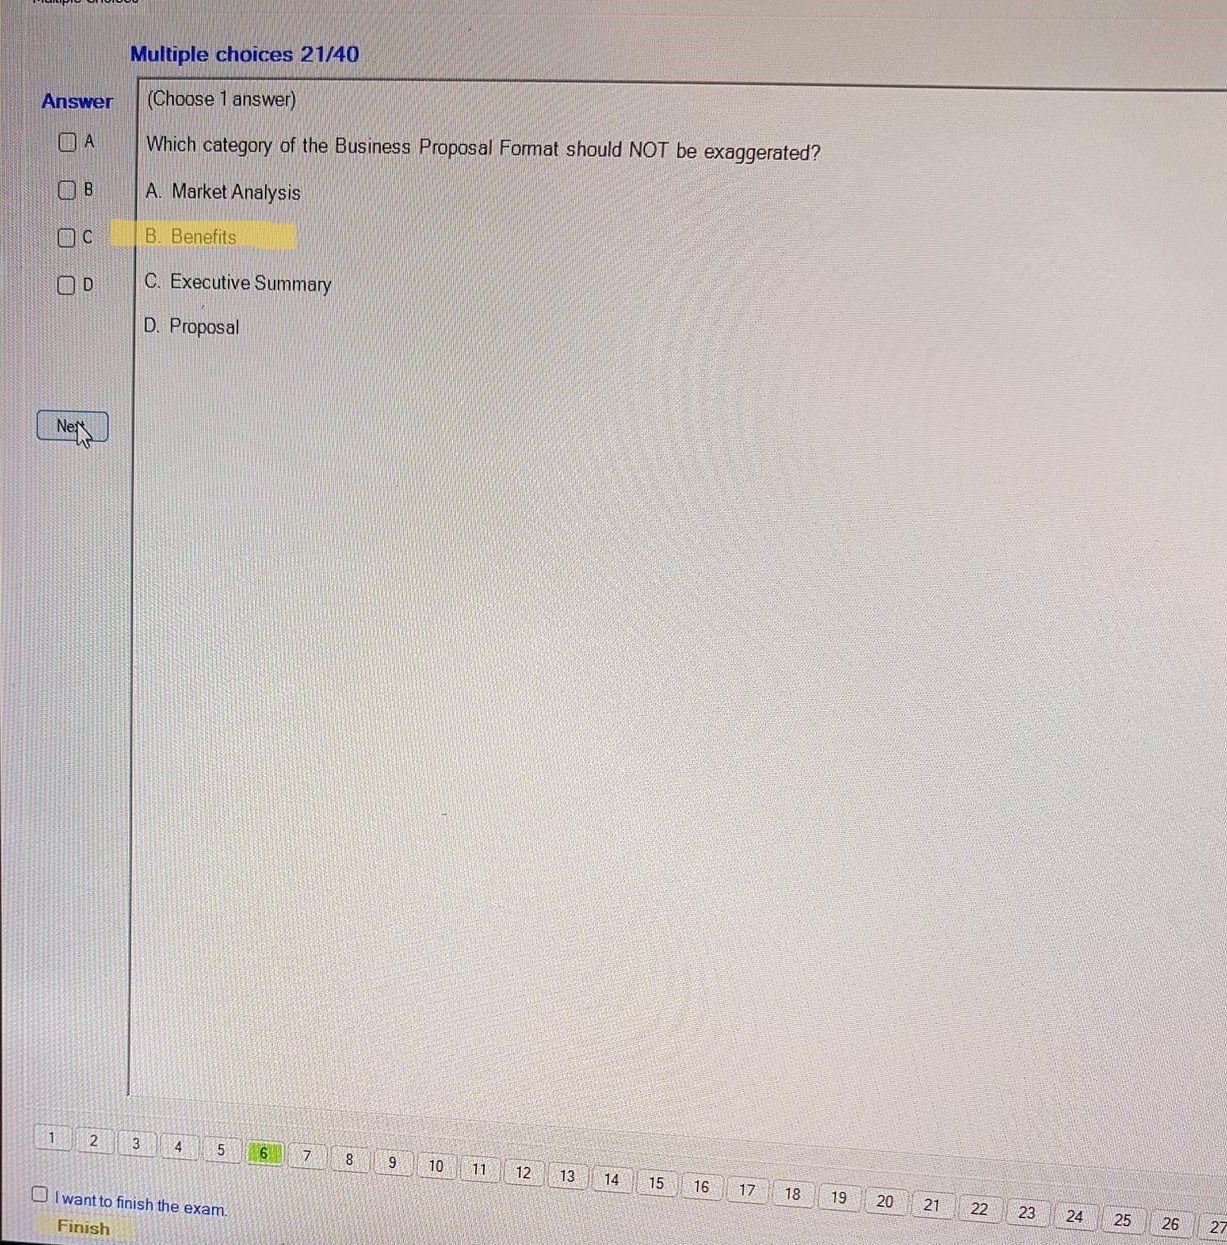 Multiple choices 21/40
Answer
(Choose 1 answer)
A
Which category of the Business Proposal Format should NOT be exaggerated?
B
A. Market Analysis
C
B. Benefits
D
C. Executive Summary
D. Proposal
1 2 3 4 5 6 7 8 9 10 11 12 13 14 15 16 17 18 19 20 21 22 23 24 25 26 27
I want to finish the exam.
Finish